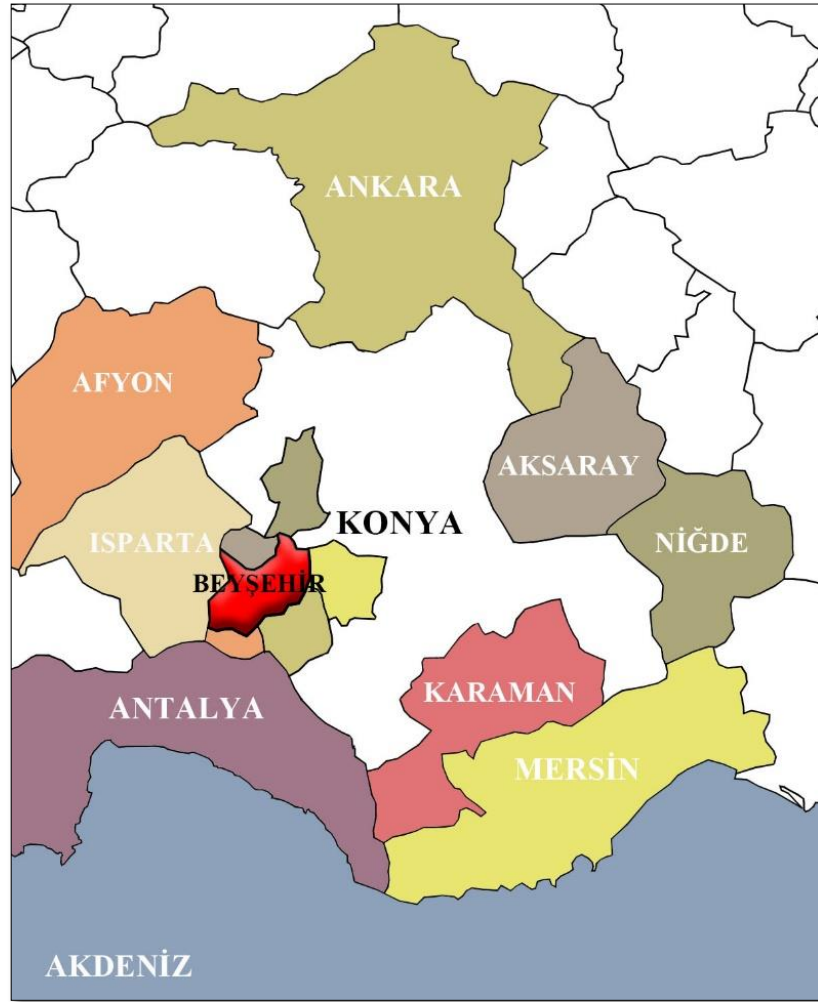 ANKARA
AFYON
AKSARAY
KONYA
ISPARTA
NİĞDE
BEYŞEHİR
KARAMAN
ANTALYA
MERSİN
AKDENİZ